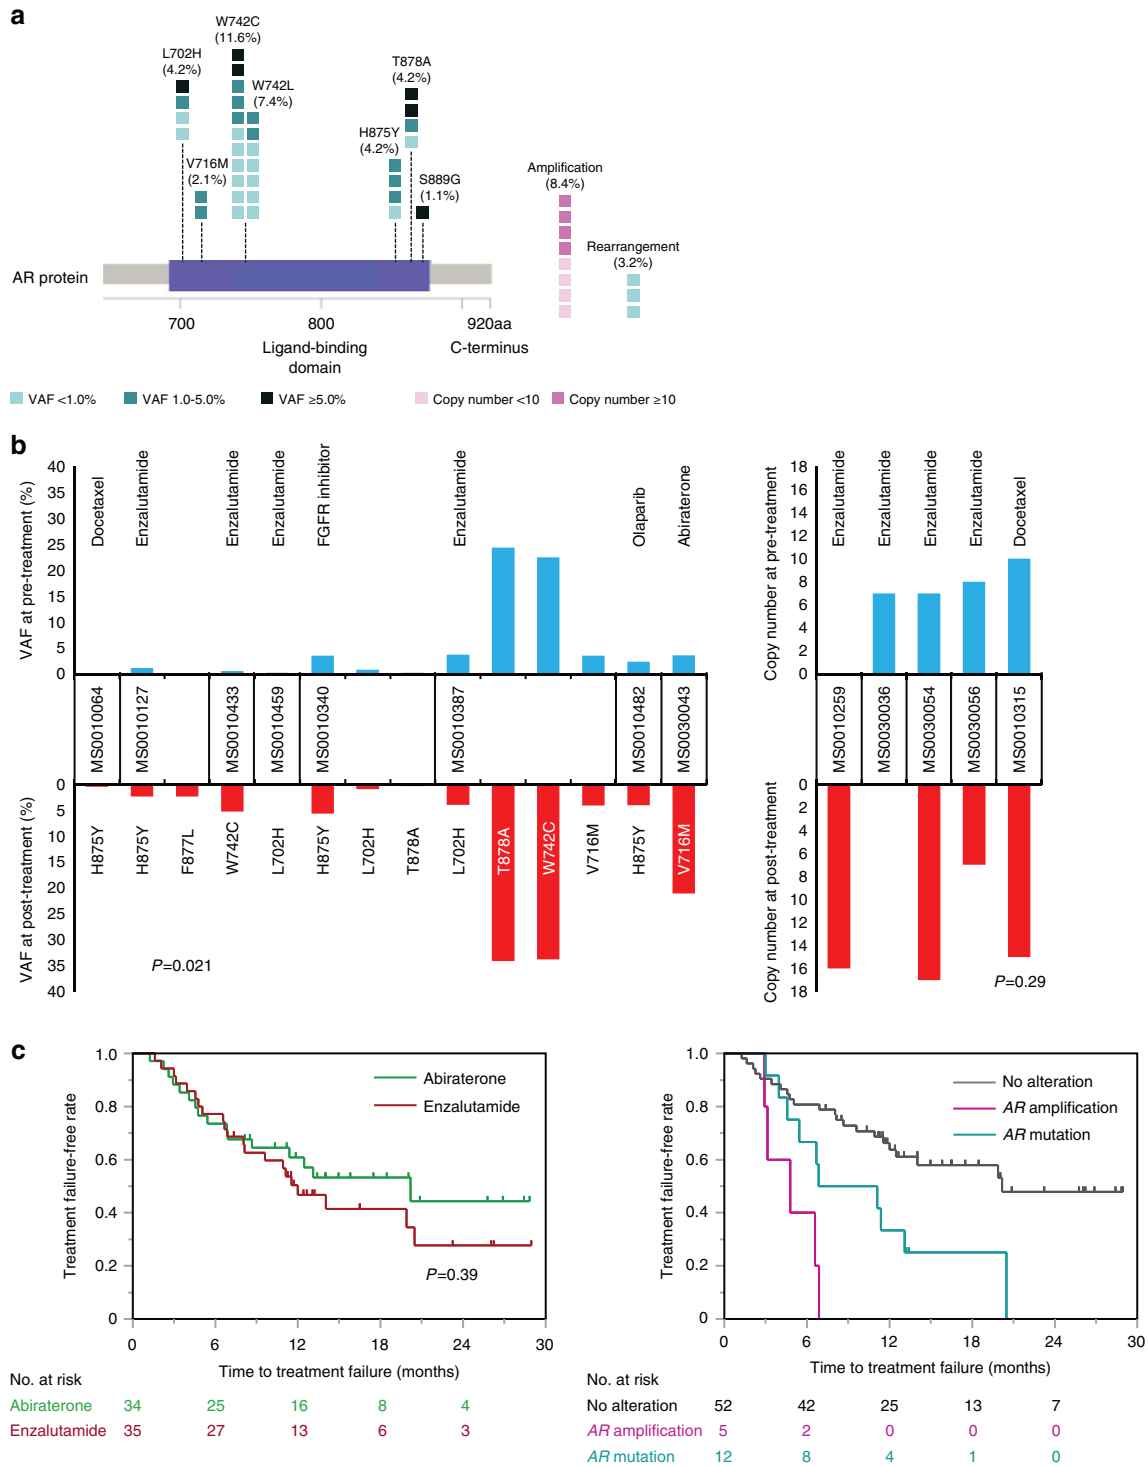 a
W742C
(11.6%)
L702H
(4.2%)
W742L
(7.4%)
T878A
(4.2%)
V716M
(2.1%)
H875Y
(4.2%)
S889G
(1.1%)
Amplification
(8.4%)
Rearrangement
(3.2%)
AR protein
700
800
920aa
Ligand-binding
domain
C-terminus
VAF <1.0%
VAF 1.0-5.0%
VAF ≥5.0%
Copy number <10
Copy number ≥10
b
VAF at pre-treatment (%)
40
35
30
25
20
15
10
5
0
Docetaxel
Enzalutamide
Enzalutamide
Enzalutamide
FGFR inhibitor
Enzalutamide
Olaparib
Abiraterone
MS0010064
MS0010127
MS0010433
MS0010459
MS0010340
MS0010387
MS0010482
MS0030043
VAF at post-treatment (%)
0
5
10
15
20
25
30
35
40
H875Y
H875Y
F877L
W742C
L702H
H875Y
L702H
T878A
L702H
T878A
W742C
V716M
H875Y
V716M
P=0.021
Copy number at pre-treatment
18
16
14
12
10
8
6
4
2
0
Enzalutamide
Enzalutamide
Enzalutamide
Enzalutamide
Docetaxel
MS0010259
MS0030036
MS0030054
MS0030056
MS0010315
Copy number at post-treatment
0
2
4
6
8
10
12
14
16
18
P=0.29
c
Treatment failure-free rate
1.0
0.8
0.6
0.4
0.2
0
Abiraterone
Enzalutamide
P=0.39
0 6 12 18 24 30
Time to treatment failure (months)
No. at risk
Abiraterone 34 25 16 8 4
Enzalutamide 35 27 13 6 3
Treatment failure-free rate
1.0
0.8
0.6
0.4
0.2
0
No alteration
AR amplification
AR mutation
0 6 12 18 24 30
Time to treatment failure (months)
No. at risk
No alteration 52 42 25 13 7
AR amplification 5 2 0 0 0
AR mutation 12 8 4 1 0